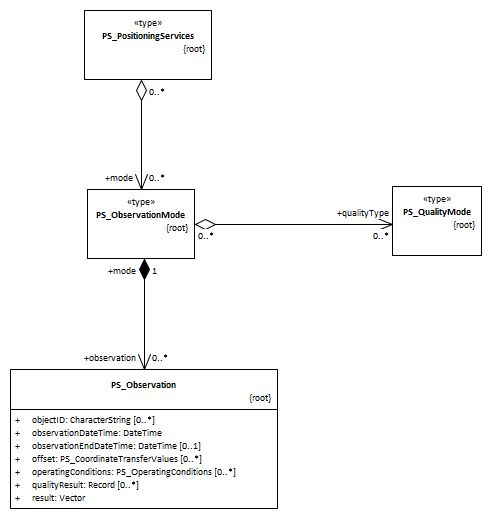 «type»
PS_PositioningServices
{root}
0..*
+mode 0..*
«type»
PS_ObservationMode
{root}
0..*
+qualityType
0..*
«type»
PS_QualityMode
{root}
+mode 1
+observation 0..*
PS_Observation
{root}
+ objectID: CharacterString [0..*]
+ observationDateTime: DateTime
+ observationEndDateTime: DateTime [0..1]
+ offset: PS_CoordinateTransferValues [0..*]
+ operatingConditions: PS_OperatingConditions [0..*]
+ qualityResult: Record [0..*]
+ result: Vector